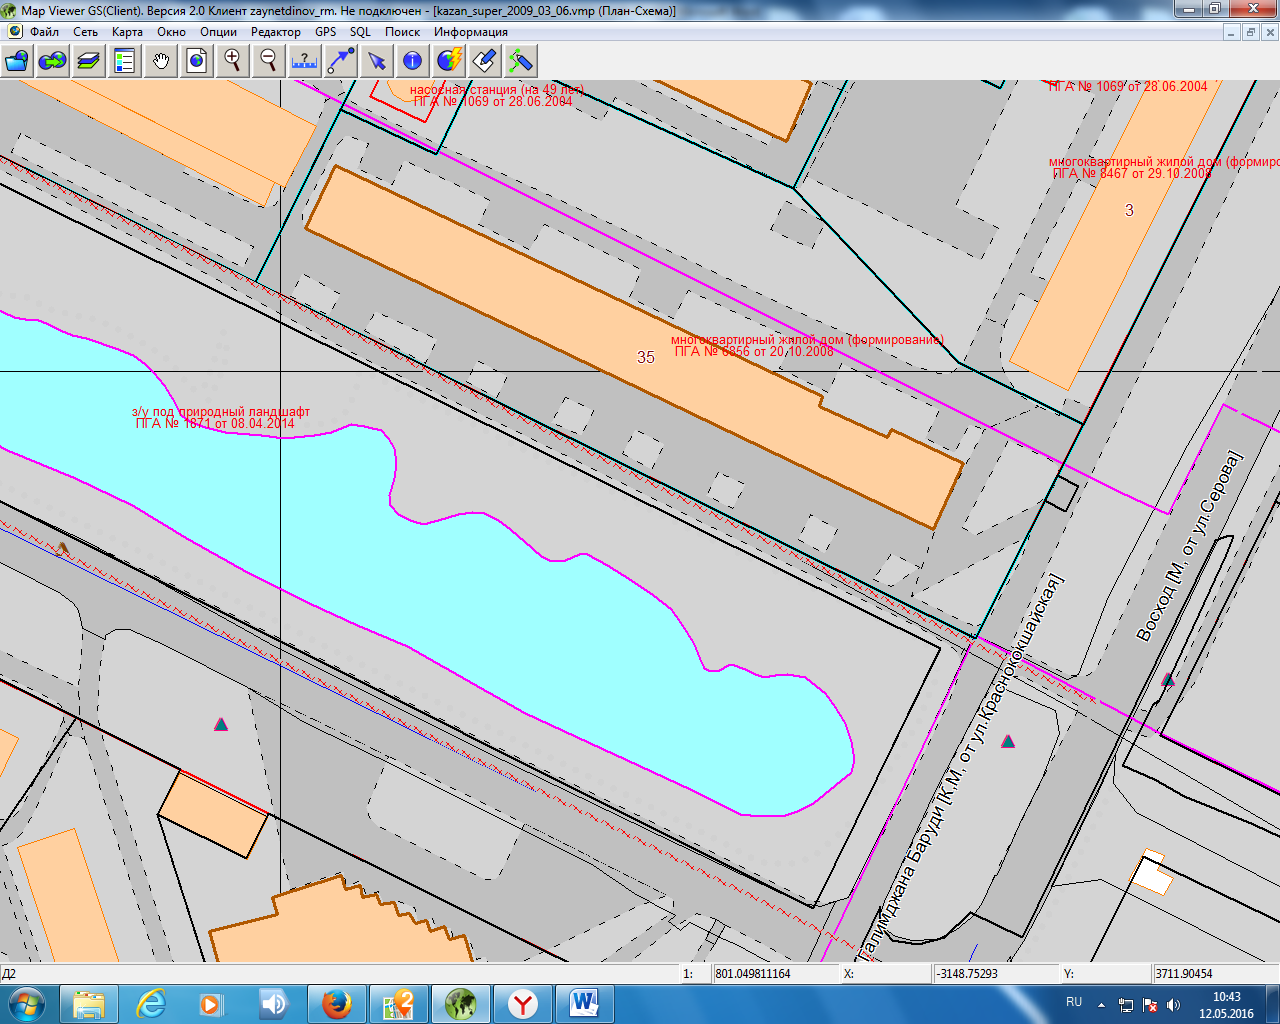 Map Viewer GS(Client). Версия 2.0 Клиент zaynetdinov_rm. Не подключен - [kazan_super_2009_03_06.vmp (План-Схема)]
Файл Сеть Карта Окно Опции Редактор GPS SQL Поиск Информация
насосная станция (на 49 лет)
ПГА № 1069 от 28.06.2004
ПГА № 1069 от 28.06.2004
многоквартирный жилой дом (формиро
ПГА № 8467 от 29.10.2008
3
многоквартирный жилой дом (формирование)
ПГА № 6856 от 20.10.2008
35
з/у под природный ландшафт
ПГА № 1871 от 08.04.2014
Восход [М, от ул.Серова]
Галимджана Баруди [К,М, от ул.Краснококшайская]
Д2 1: 801.049811164 X: -3148.75293 Y: 3711.90454
RU
10:43
12.05.2016